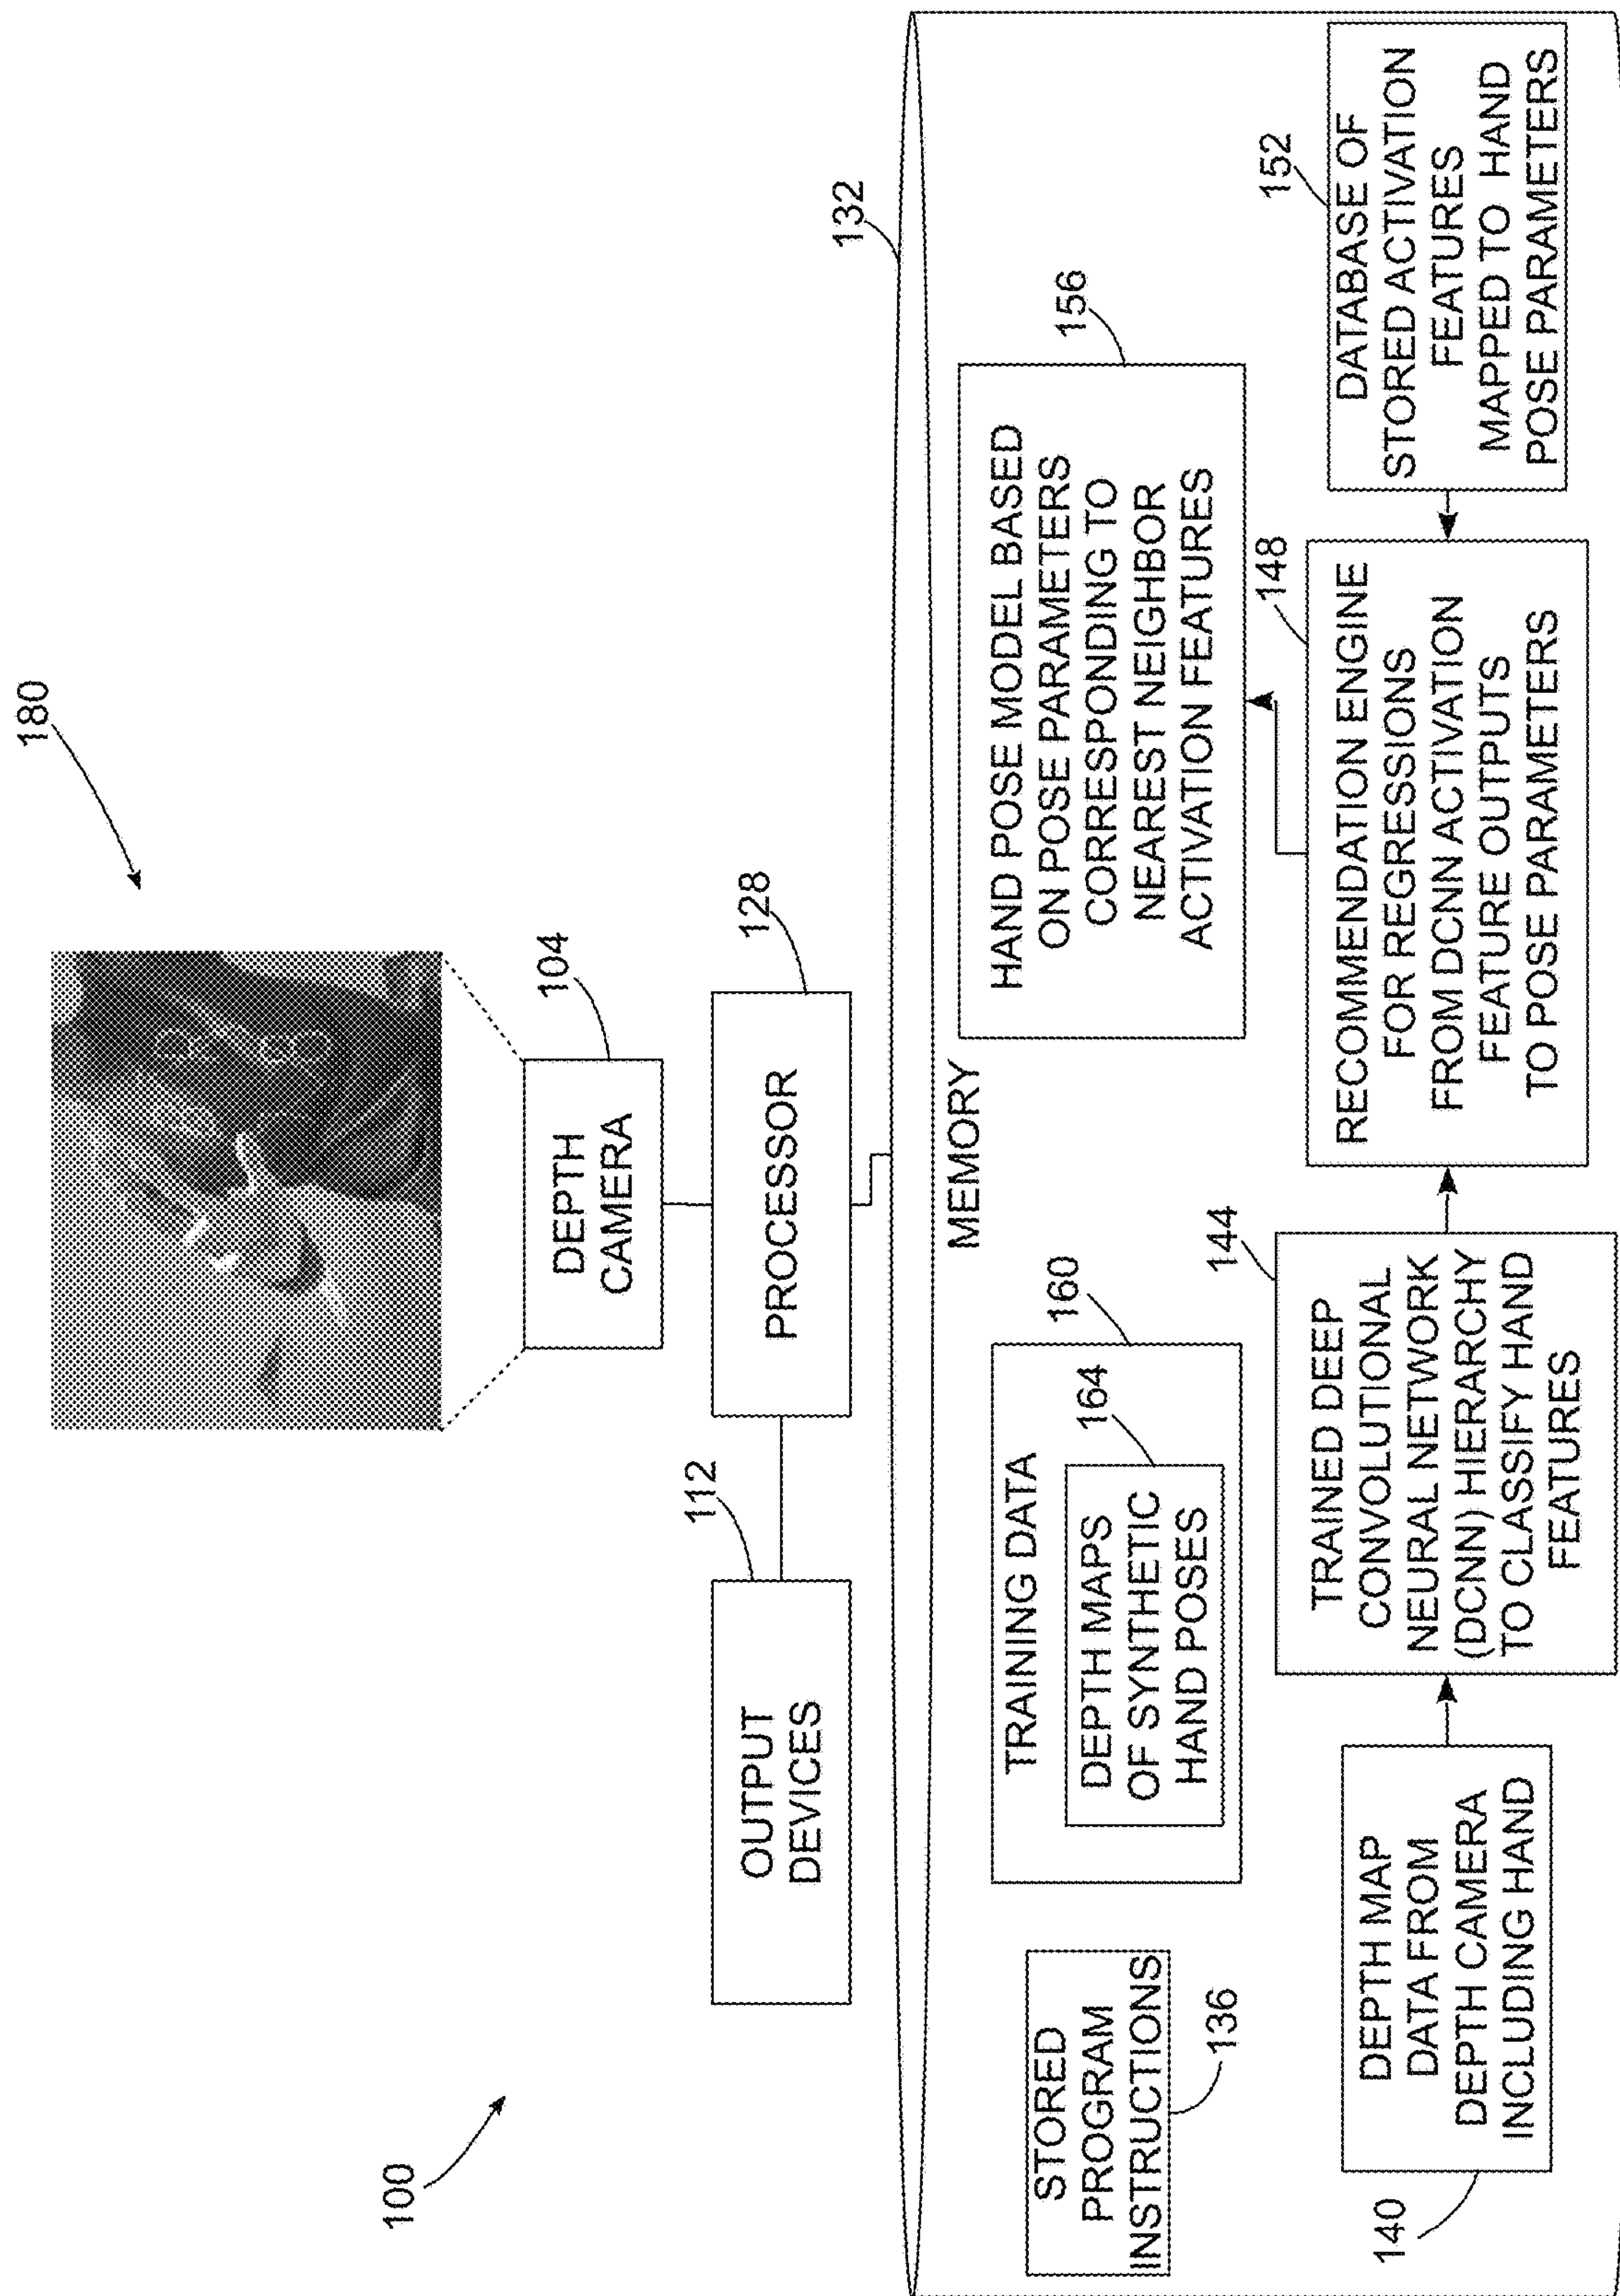 180
100
104
DEPTH
CAMERA
112
128
OUTPUT
DEVICES
PROCESSOR
132
MEMORY
STORED
PROGRAM
INSTRUCTIONS
136
160
TRAINING DATA
164
DEPTH MAPS
OF SYNTHETIC
HAND POSES
156
HAND POSE MODEL BASED
ON POSE PARAMETERS
CORRESPONDING TO
NEAREST NEIGHBOR
ACTIVATION FEATURES
140
DEPTH MAP
DATA FROM
DEPTH CAMERA
INCLUDING HAND
144
TRAINED DEEP
CONVOLUTIONAL
NEURAL NETWORK
(DCNN) HIERARCHY
TO CLASSIFY HAND
FEATURES
148
RECOMMENDATION ENGINE
FOR REGRESSIONS
FROM DCNN ACTIVATION
FEATURE OUTPUTS
TO POSE PARAMETERS
152
DATABASE OF
STORED ACTIVATION
FEATURES
MAPPED TO HAND
POSE PARAMETERS